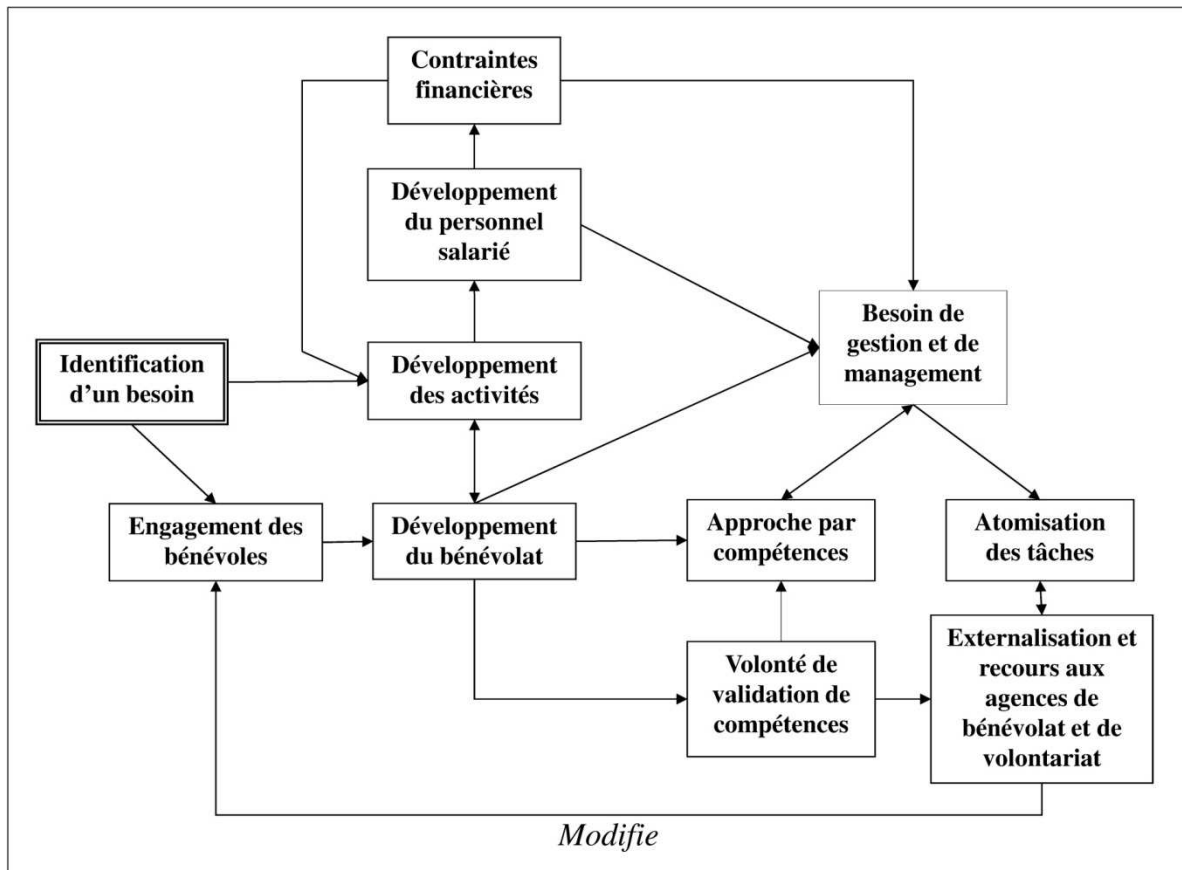 Contraintes
financières
Développement
du personnel
salarié
Besoin de
gestion et de
management
Identification
d’un besoin
Développement
des activités
Engagement des
bénévoles
Développement
du bénévolat
Approche par
compétences
Atomisation
des tâches
Volonté de
validation de
compétences
Externalisation et
recours aux
agences de
bénévolat et de
volontariat
Modifie